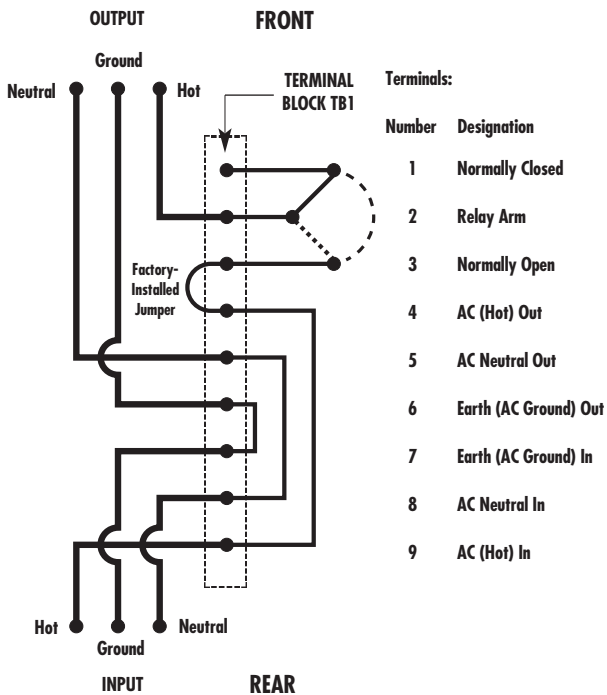 OUTPUT
FRONT
Ground
Neutral
Hot
TERMINAL
BLOCK TB1
Terminals:
Number Designation
1 Normally Closed
2 Relay Arm
3 Normally Open
4 AC (Hot) Out
5 AC Neutral Out
6 Earth (AC Ground) Out
7 Earth (AC Ground) In
8 AC Neutral In
9 AC (Hot) In
Factory-
Installed
Jumper
Hot
Neutral
Ground
INPUT
REAR